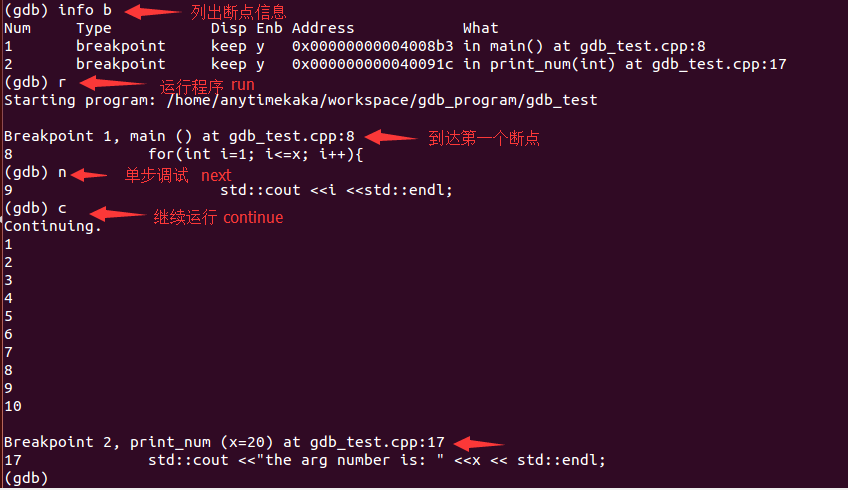 (gdb) info b 列出断点信息
Num Type Disp Enb Address What
1 breakpoint keep y 0x00000000004008b3 in main() at gdb_test.cpp:8
2 breakpoint keep y 0x000000000040091c in print_num(int) at gdb_test.cpp:17
(gdb) r 运行程序 run
Starting program: /home/anytimekaka/workspace/gdb_program/gdb_test
Breakpoint 1, main () at gdb_test.cpp:8 到达第一个断点
8 for(int i=1; i<=x; i++){
(gdb) n 单步调试 next
9 std::cout <<i <<std::endl;
(gdb) c 继续运行 continue
Continuing.
1
2
3
4
5
6
7
8
9
10
Breakpoint 2, print_num (x=20) at gdb_test.cpp:17
17 std::cout <<"the arg number is: " <<x << std::endl;
(gdb)